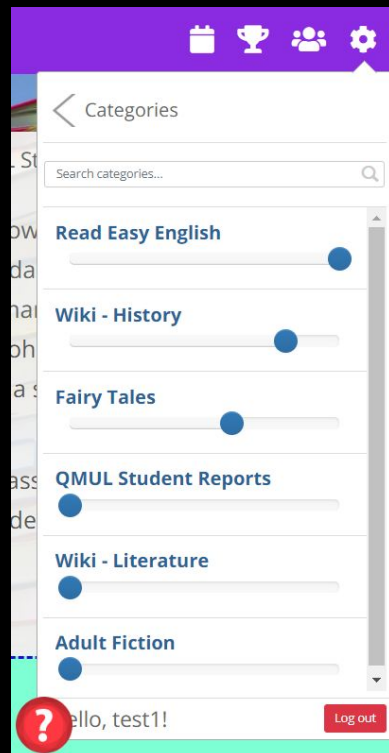 Categories
Search categories...
Read Easy English
Wiki - History
Fairy Tales
QMUL Student Reports
Wiki - Literature
Adult Fiction
?
ello, test1!
Log out